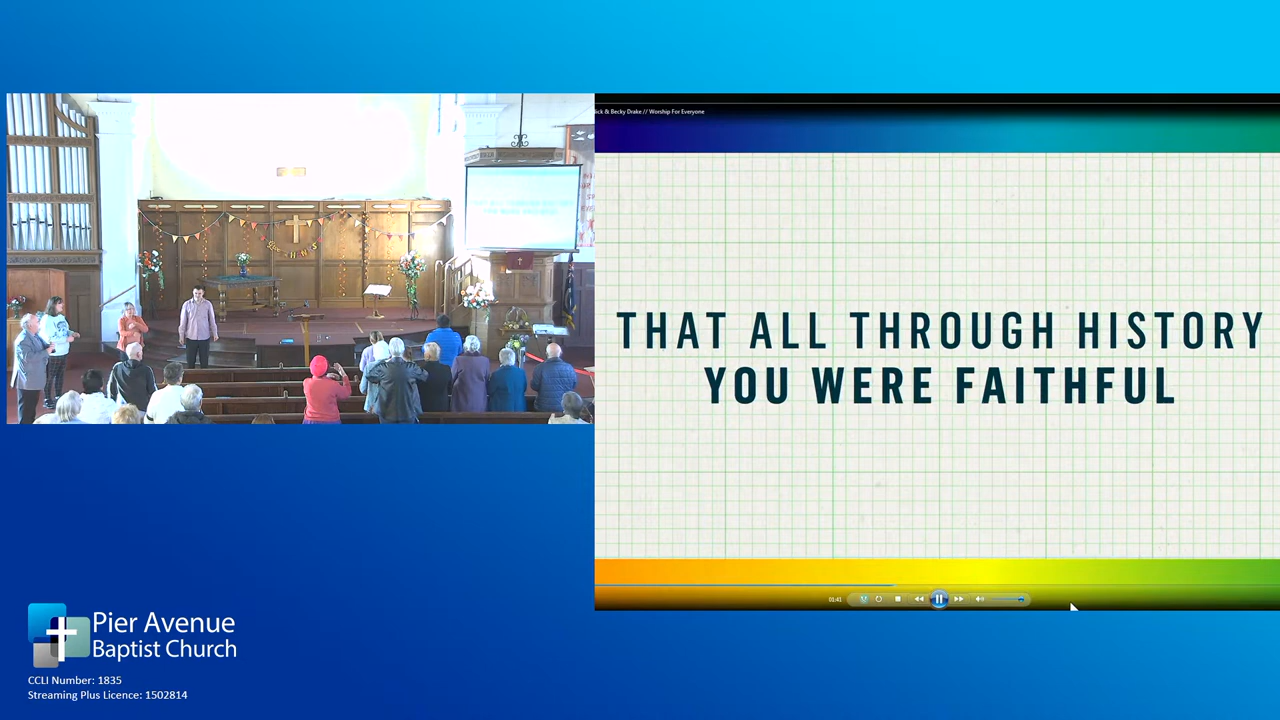 ick & Becky Drake // Worship For Everyone
THAT ALL THROUGH HISTORY
YOU WERE FAITHFUL
01:41
Pier Avenue
Baptist Church
CCLI Number: 1835
Streaming Plus Licence: 1502814